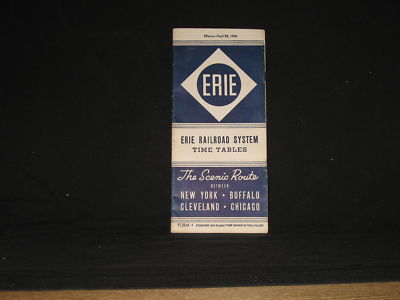 Effective April 28, 1946
ERIE
ERIE RAILROAD SYSTEM
TIME TABLES
The Scenic Route
BETWEEN
NEW YORK • BUFFALO
CLEVELAND • CHICAGO
FORM 1